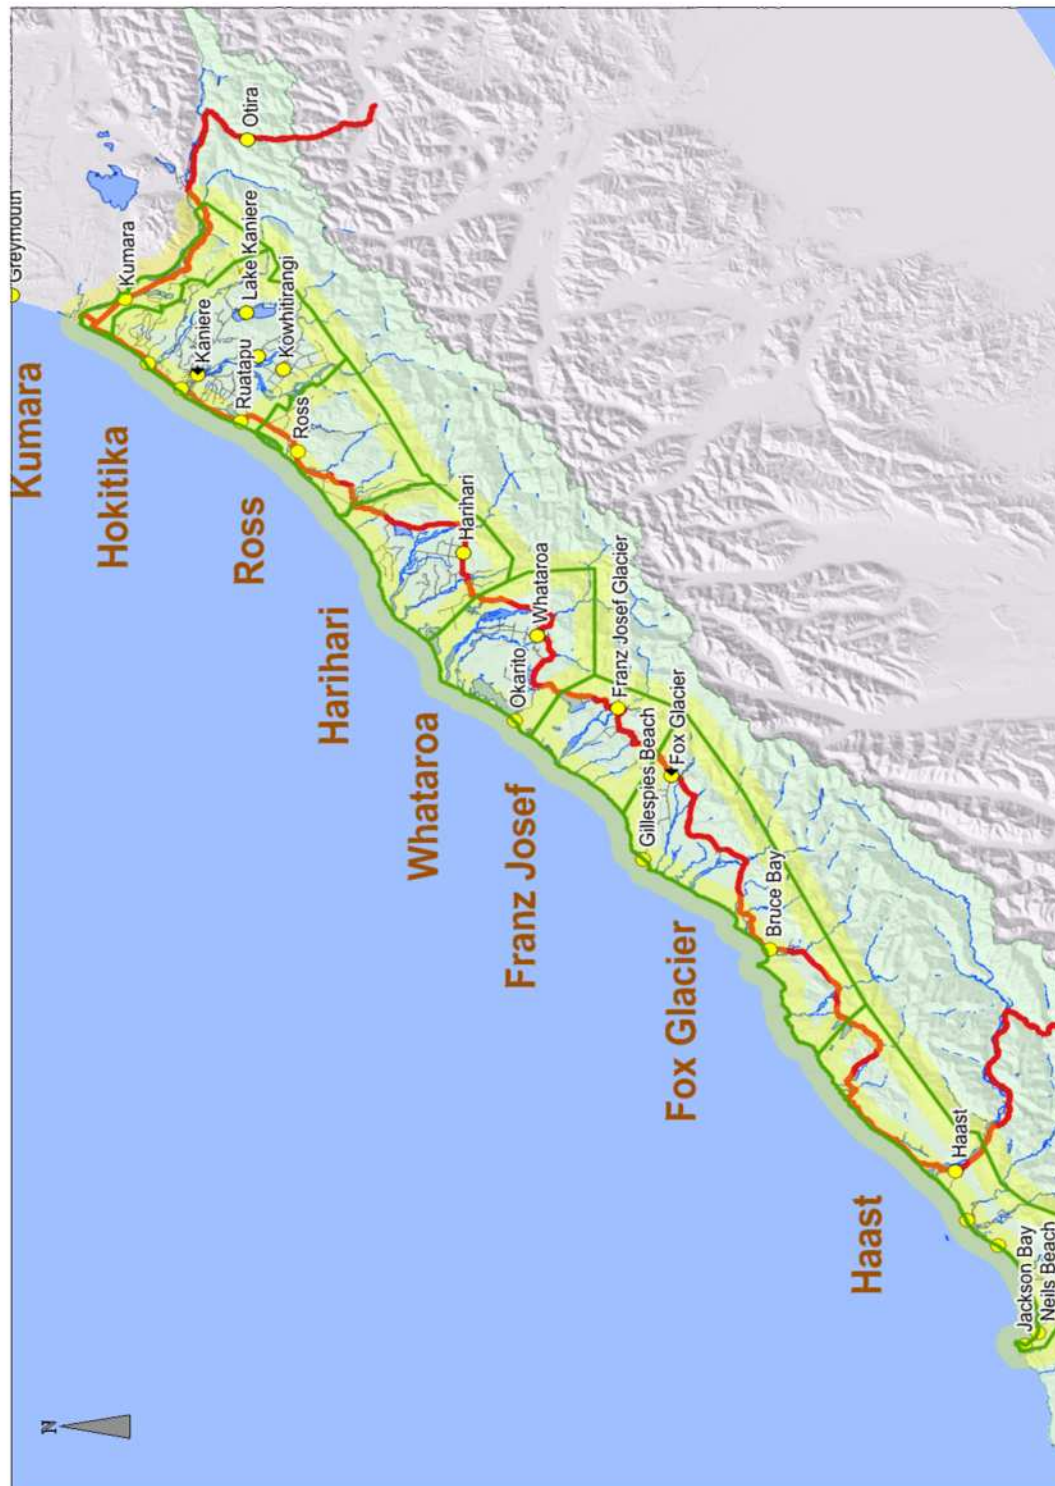 Greymouth
Kumara
Kumara
Hokitika
Kaniere
Otira
Lake Kaniere
Ruatapu
Kowhitirangi
Ross
Ross
Harihari
Harihari
Whataroa
Whataroa
Okarito
Franz Josef
Franz Josef Glacier
Gillespies Beach
Fox Glacier
Fox Glacier
Bruce Bay
Haast
Haast
Jackson Bay
Neils Beach
N